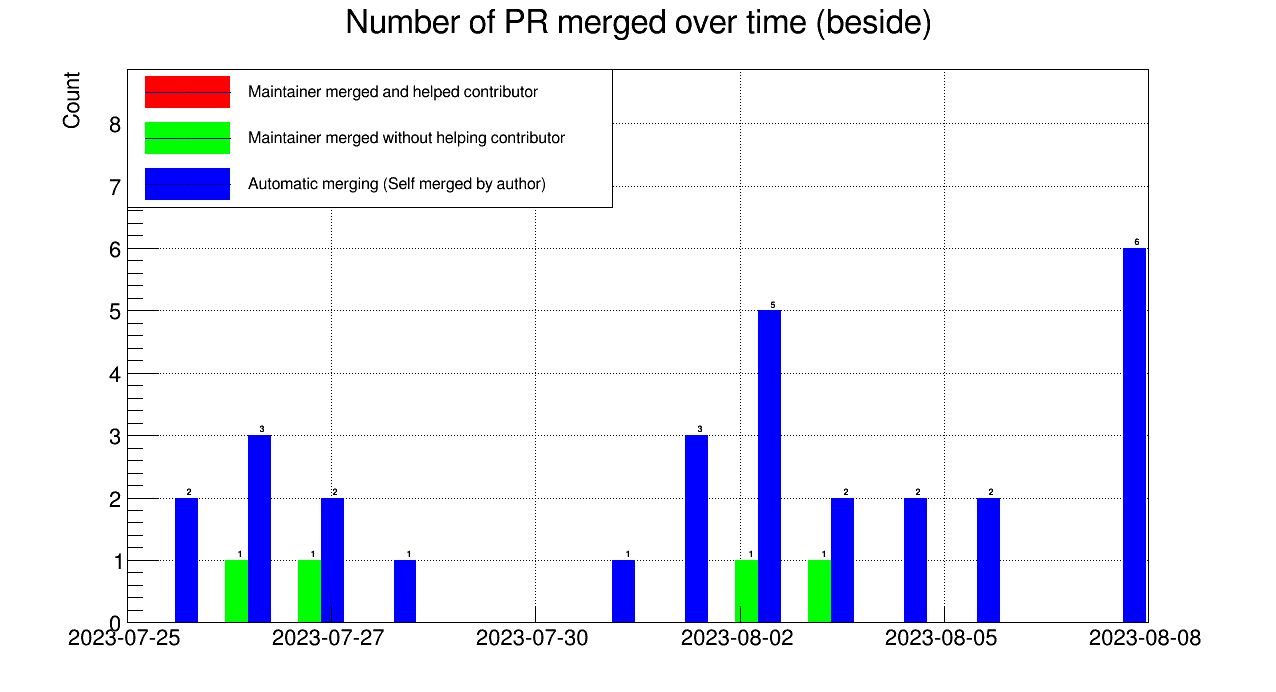 Number of PR merged over time (beside)
Count
Maintainer merged and helped contributor
Maintainer merged without helping contributor
Automatic merging (Self merged by author)
8
7
6
5
4
3
2
1
0
2 1 3 1 2 1 1 3 1 5 1 2 2 2 6
2023-07-25 2023-07-27 2023-07-30 2023-08-02 2023-08-05 2023-08-08